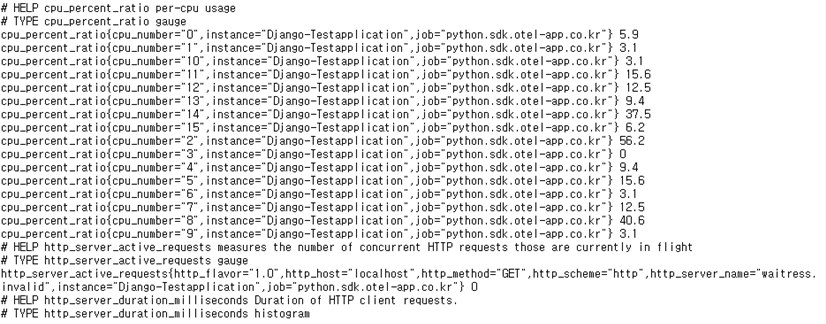 # HELP cpu_percent_ratio per-cpu usage
# TYPE cpu_percent_ratio gauge
cpu_percent_ratio{cpu_number="0",instance="Django-Testapplication",job="python.sdk.otel-app.co.kr"} 5.9
cpu_percent_ratio{cpu_number="1",instance="Django-Testapplication",job="python.sdk.otel-app.co.kr"} 3.1
cpu_percent_ratio{cpu_number="10",instance="Django-Testapplication",job="python.sdk.otel-app.co.kr"} 3.1
cpu_percent_ratio{cpu_number="11",instance="Django-Testapplication",job="python.sdk.otel-app.co.kr"} 15.6
cpu_percent_ratio{cpu_number="12",instance="Django-Testapplication",job="python.sdk.otel-app.co.kr"} 12.5
cpu_percent_ratio{cpu_number="13",instance="Django-Testapplication",job="python.sdk.otel-app.co.kr"} 9.4
cpu_percent_ratio{cpu_number="14",instance="Django-Testapplication",job="python.sdk.otel-app.co.kr"} 37.5
cpu_percent_ratio{cpu_number="15",instance="Django-Testapplication",job="python.sdk.otel-app.co.kr"} 6.2
cpu_percent_ratio{cpu_number="2",instance="Django-Testapplication",job="python.sdk.otel-app.co.kr"} 56.2
cpu_percent_ratio{cpu_number="3",instance="Django-Testapplication",job="python.sdk.otel-app.co.kr"} 0
cpu_percent_ratio{cpu_number="4",instance="Django-Testapplication",job="python.sdk.otel-app.co.kr"} 9.4
cpu_percent_ratio{cpu_number="5",instance="Django-Testapplication",job="python.sdk.otel-app.co.kr"} 15.6
cpu_percent_ratio{cpu_number="6",instance="Django-Testapplication",job="python.sdk.otel-app.co.kr"} 3.1
cpu_percent_ratio{cpu_number="7",instance="Django-Testapplication",job="python.sdk.otel-app.co.kr"} 12.5
cpu_percent_ratio{cpu_number="8",instance="Django-Testapplication",job="python.sdk.otel-app.co.kr"} 40.6
cpu_percent_ratio{cpu_number="9",instance="Django-Testapplication",job="python.sdk.otel-app.co.kr"} 3.1
# HELP http_server_active_requests measures the number of concurrent HTTP requests those are currently in flight
# TYPE http_server_active_requests gauge
http_server_active_requests{http_flavor="1.0",http_host="localhost",http_method="GET",http_scheme="http",http_server_name="waitress.
invalid",instance="Django-Testapplication",job="python.sdk.otel-app.co.kr"} 0
# HELP http_server_duration_milliseconds Duration of HTTP client requests.
# TYPE http_server_duration_milliseconds histogram